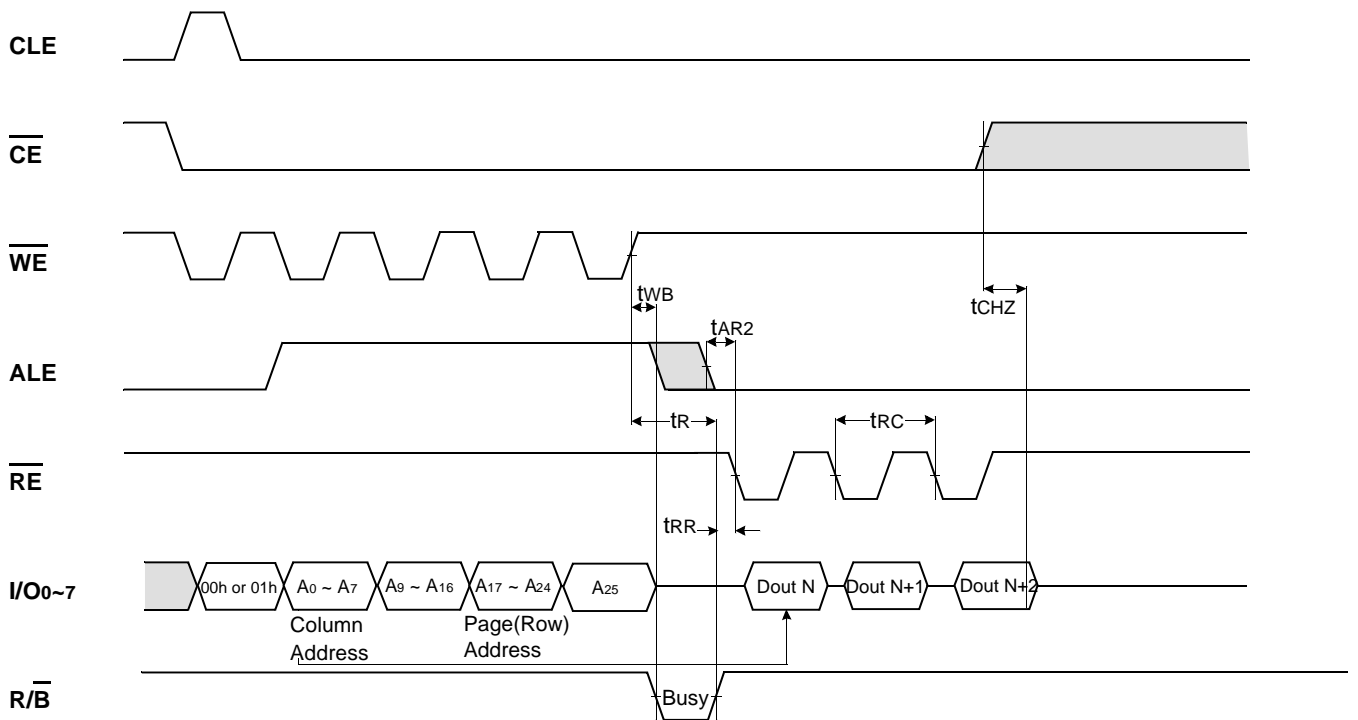 CLE
CE
WE
tWB
tCHZ
tAR2
ALE
tR
tRC
RE
tRR
I/O0~7
00h or 01h
A0 ~ A7
A9 ~ A16
A17 ~ A24
A25
Dout N
Dout N+1
Dout N+2
Column
Address
Page(Row)
Address
R/B
Busy